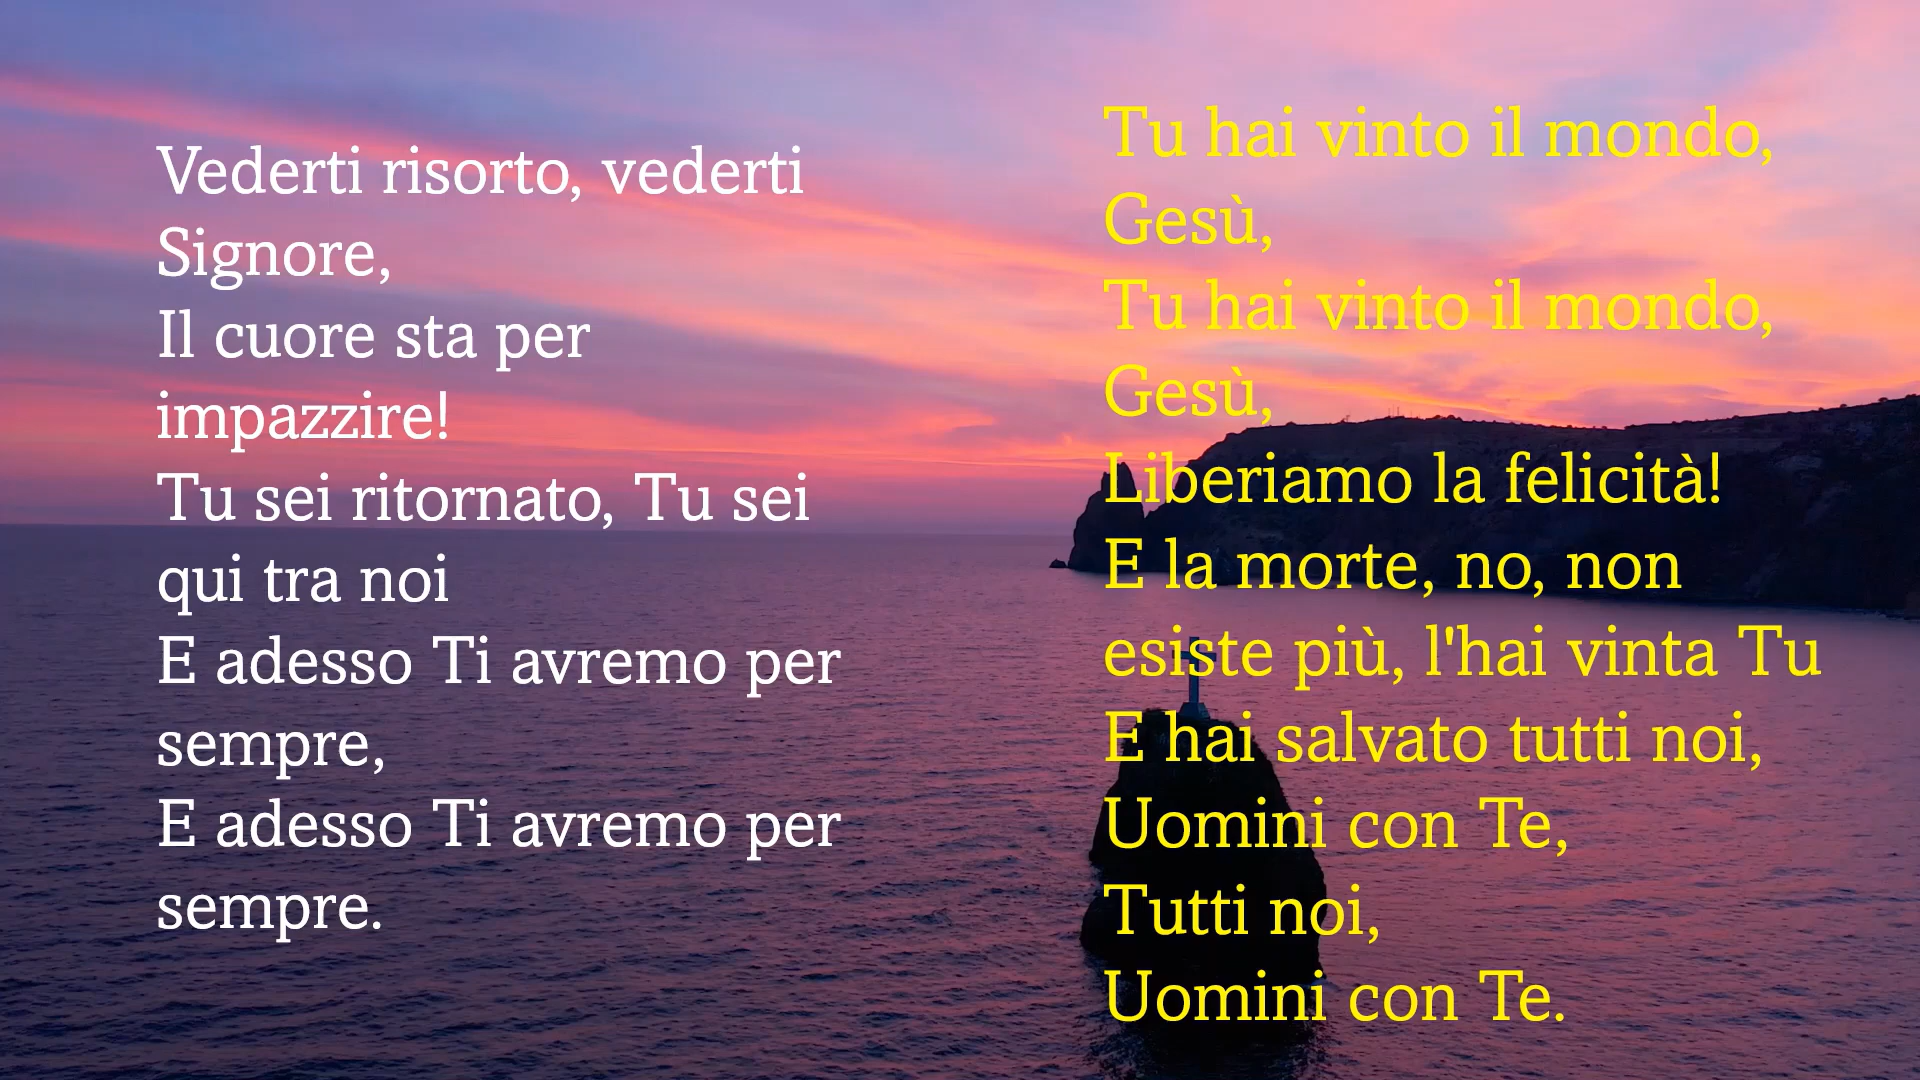 Vederti risorto, vederti
Signore,
Il cuore sta per
impazzire!
Tu sei ritornato, Tu sei
qui tra noi
E adesso Ti avremo per
sempre,
E adesso Ti avremo per
sempre.
Tu hai vinto il mondo,
Gesù,
Tu hai vinto il mondo,
Gesù,
Liberiamo la felicità!
E la morte, no, non
esiste più, l'hai vinta Tu
E hai salvato tutti noi,
Uomini con Te,
Tutti noi,
Uomini con Te.